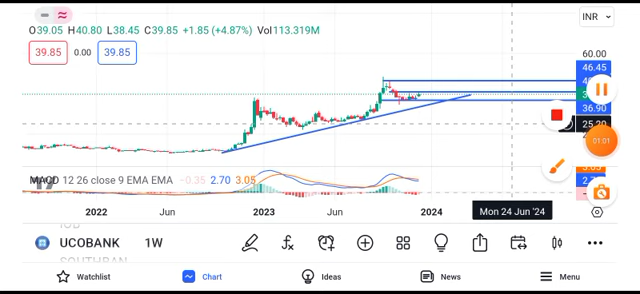 O39.05 H40.80 L38.45 C39.85 +1.85 (+4.87%) Vol113.319M
INR
39.85 0.00 39.85
60.00
46.45
36.90
25.20
01:01
MACD 12 26 close 9 EMA EMA -0.35 2.70 3.05
3.05
2022 Jun 2023 Jun 2024 Mon 24 Jun '24
UCOBANK 1W
Watchlist Chart Ideas News Menu